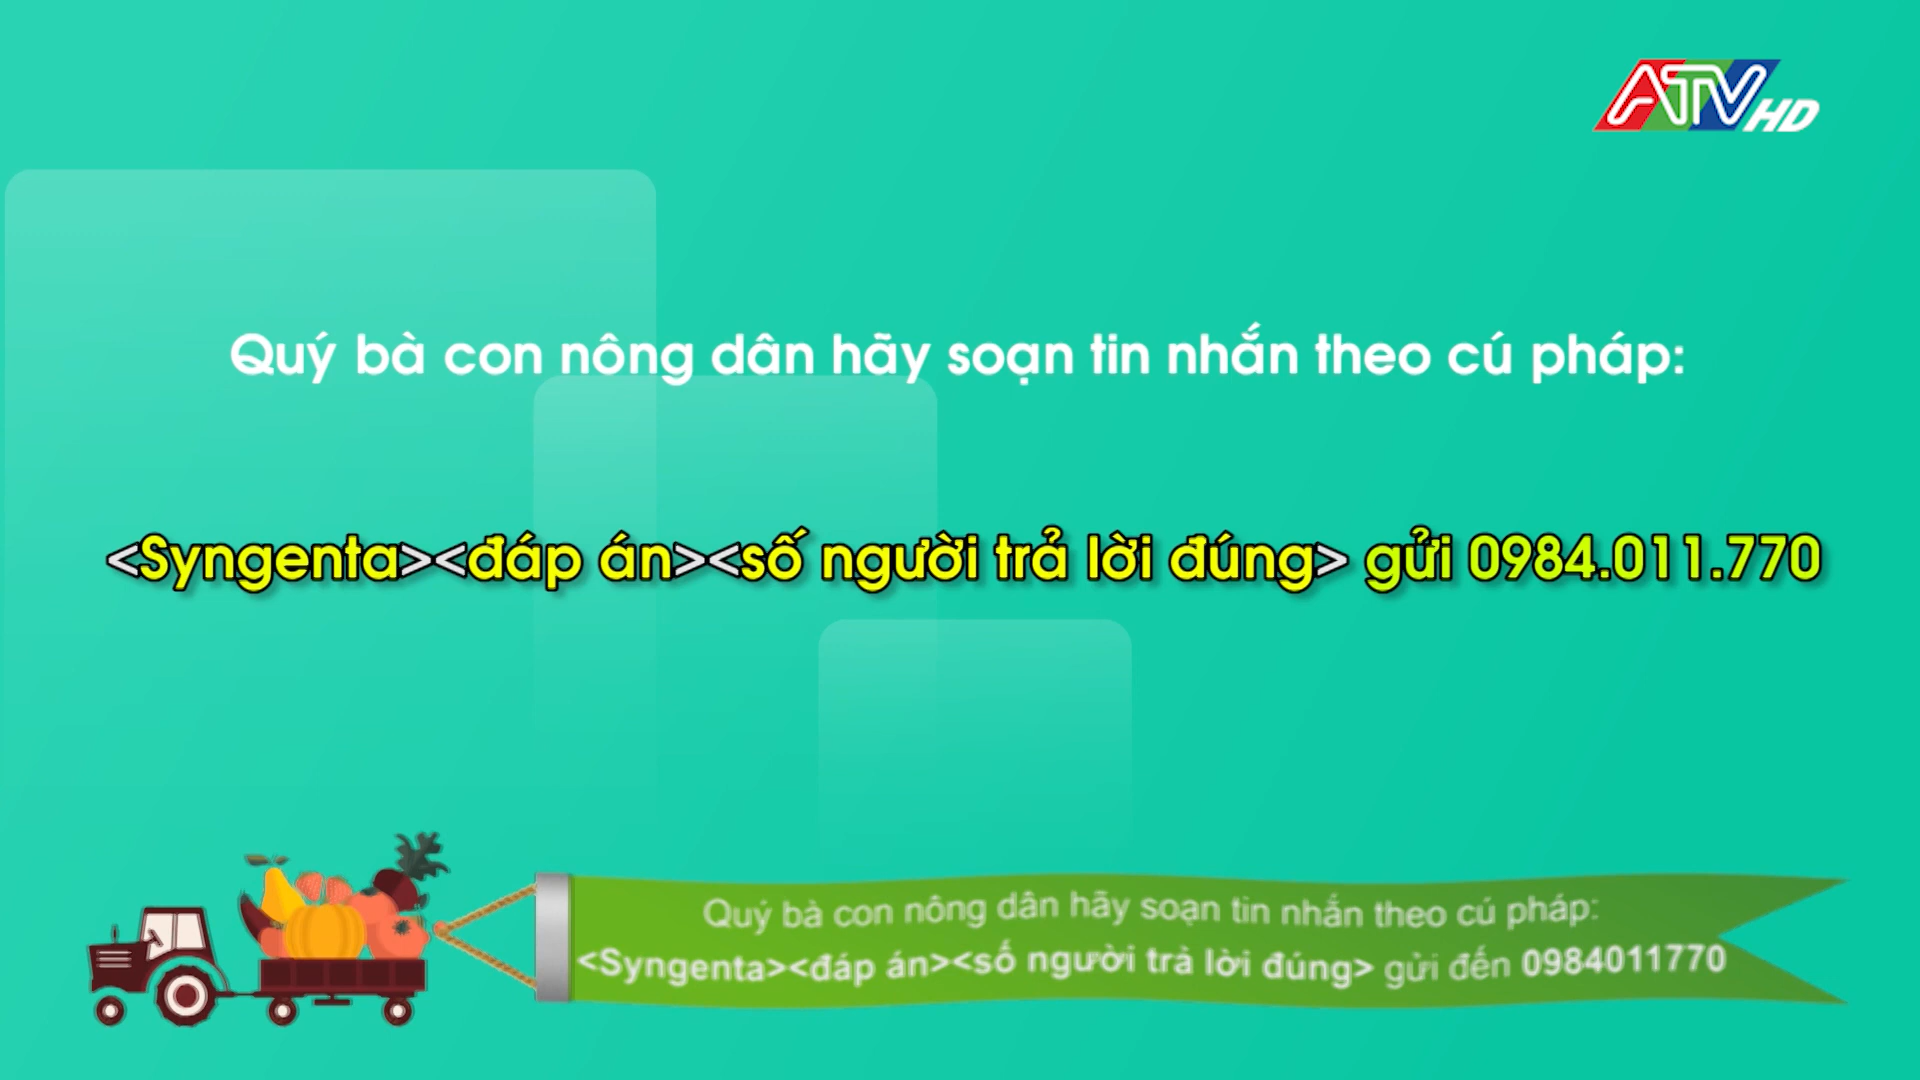 ATV HD
Quý bà con nông dân hãy soạn tin nhắn theo cú pháp:
<Syngenta><đáp án><số người trả lời đúng> gửi 0984.011.770
Quý bà con nông dân hãy soạn tin nhắn theo cú pháp:
<Syngenta><đáp án><số người trả lời đúng> gửi đến 0984011770